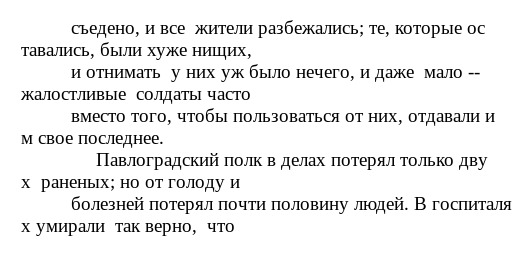 съедено, и все  жители разбежались; те, которые ос
тавались, были хуже нищих,
и отнимать  у них уж было нечего, и даже  мало --
жалостливые  солдаты часто
вместо того, чтобы пользоваться от них, отдавали и
м свое последнее.
Павлоградский полк в делах потерял только дву
х  раненых; но от голоду и
болезней потерял почти половину людей. В госпиталя
х умирали  так верно,  что